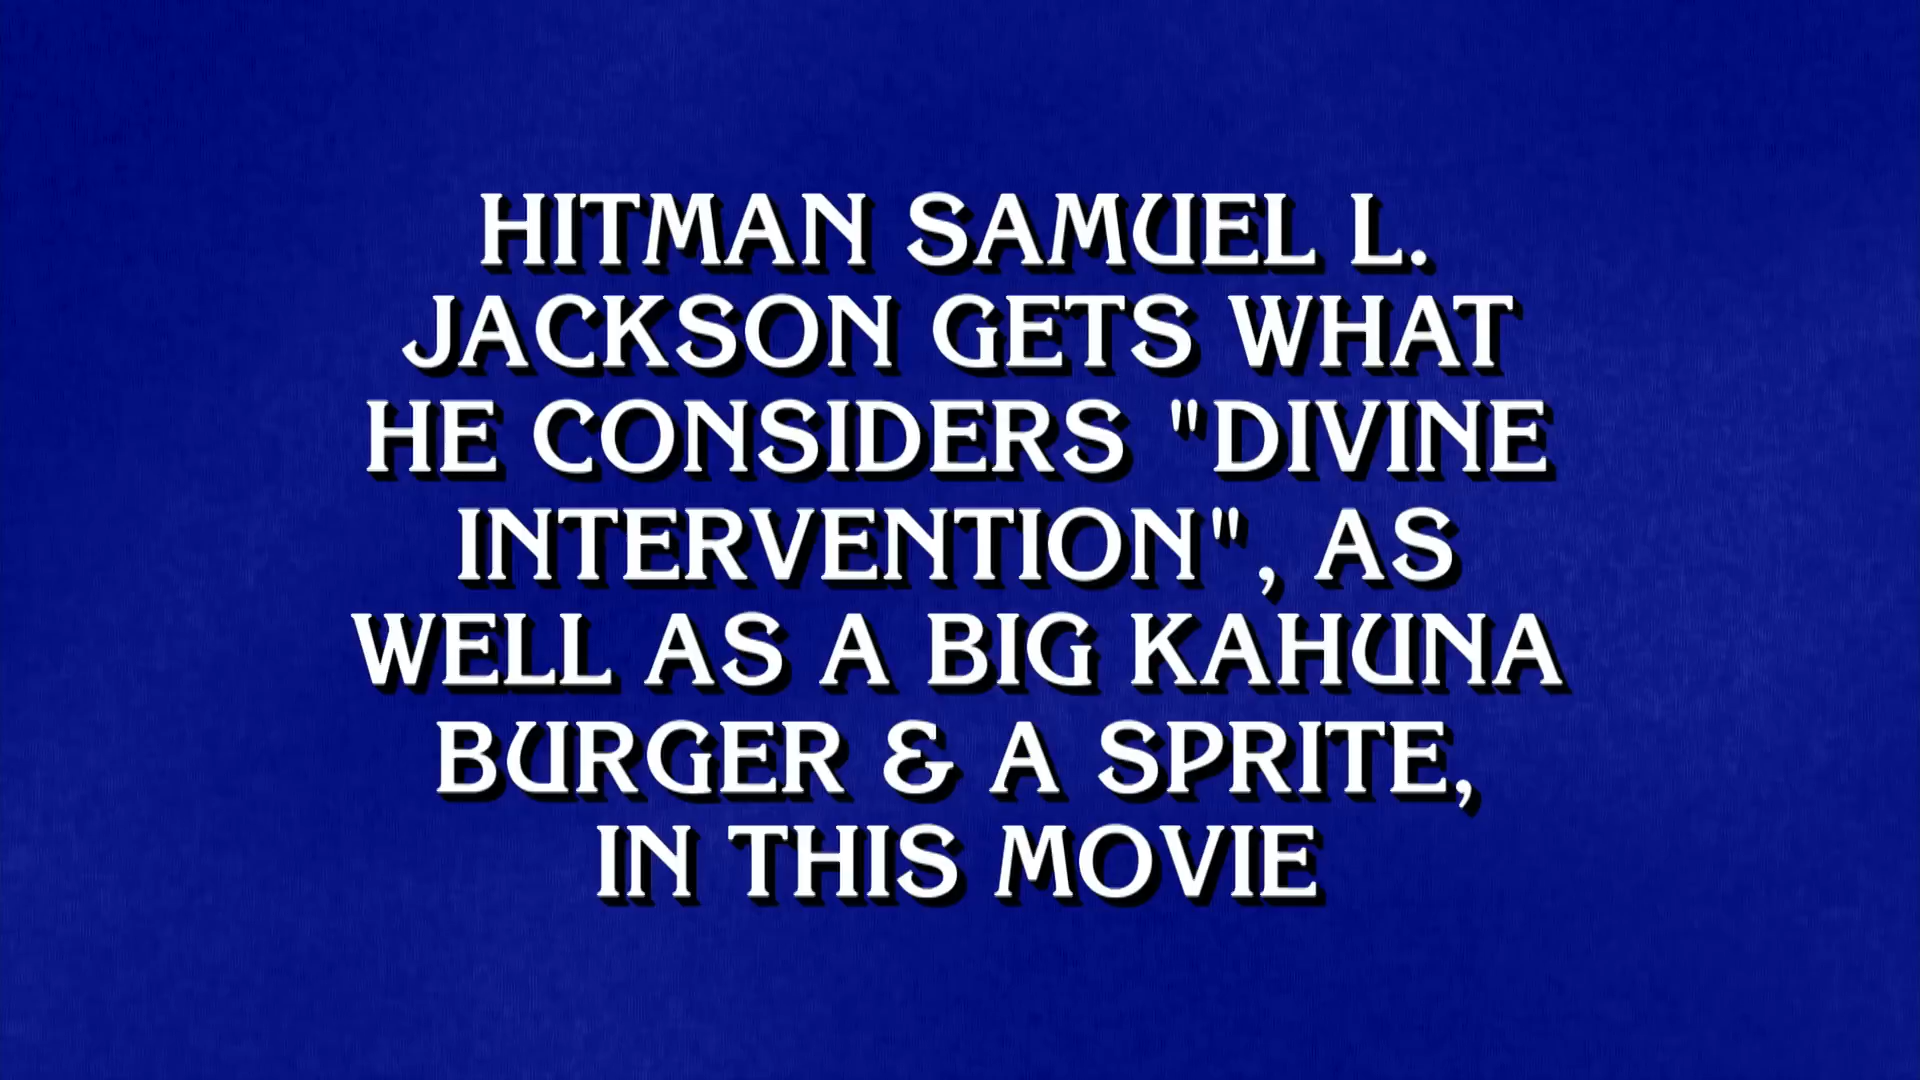 HITMAN SAMUEL L.
JACKSON GETS WHAT
HE CONSIDERS "DIVINE
INTERVENTION", AS
WELL AS A BIG KAHUNA
BURGER & A SPRITE,
IN THIS MOVIE